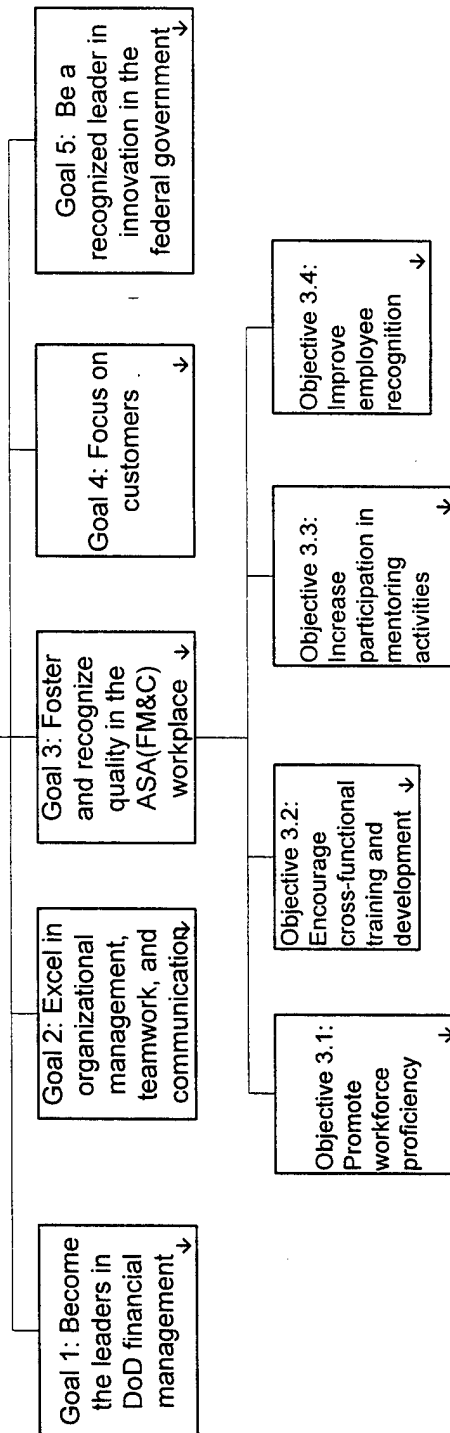 Goal 1: Become
the leaders in
DoD financial
management
Goal 2: Excel in
organizational
management,
teamwork, and
communication
Goal 3: Foster
and recognize
quality in the
ASA(FM&C)
workplace
Goal 4: Focus on
customers
Goal 5: Be a
recognized leader in
innovation in the
federal government
Objective 3.1:
Promote
workforce
proficiency
Objective 3.2:
Encourage
cross-functional
training and
development
Objective 3.3:
Increase
participation in
mentoring
activities
Objective 3.4:
Improve
employee
recognition